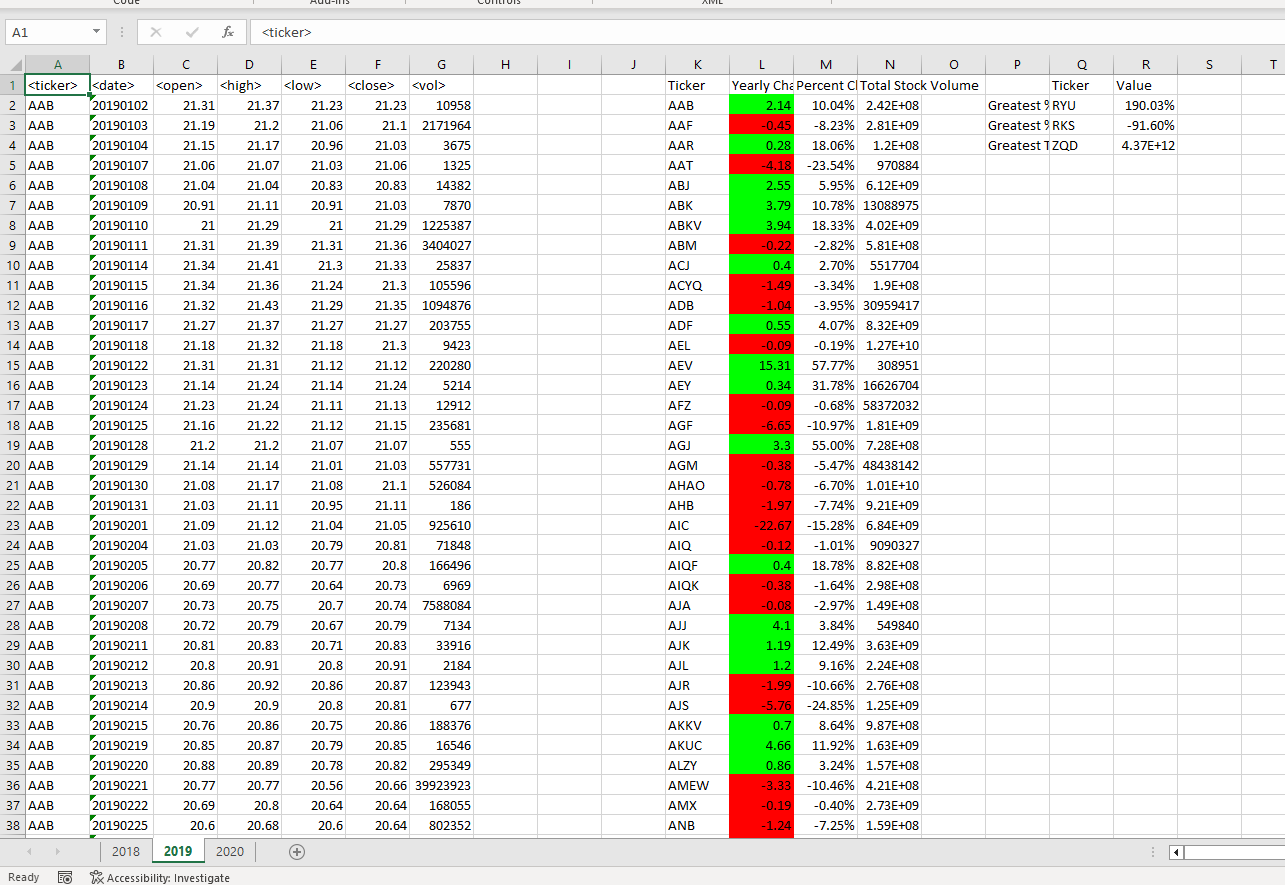 Code Add-ins Controls XML
A1 fx <ticker>
A B C D E F G H I J K L M N O P Q R S T
1 <ticker> <date> <open> <high> <low> <close> <vol> Ticker Yearly Cha Percent Cl Total Stock Volume Ticker Value
2 AAB 20190102 21.31 21.37 21.23 21.23 10958 AAB 2.14 10.04% 2.42E+08 Greatest % RYU 190.03%
3 AAB 20190103 21.19 21.2 21.06 21.1 2171964 AAF -0.45 -8.23% 2.81E+09 Greatest % RKS -91.60%
4 AAB 20190104 21.15 21.17 20.96 21.03 3675 AAR 0.28 18.06% 1.2E+08 Greatest T ZQD 4.37E+12
5 AAB 20190107 21.06 21.07 21.03 21.06 1325 AAT -4.18 -23.54% 970884
6 AAB 20190108 21.04 21.04 20.83 20.83 14382 ABJ 2.55 5.95% 6.12E+09
7 AAB 20190109 20.91 21.11 20.91 21.03 7870 ABK 3.79 10.78% 13088975
8 AAB 20190110 21 21.29 21 21.29 1225387 ABKV 3.94 18.33% 4.02E+09
9 AAB 20190111 21.31 21.39 21.31 21.36 3404027 ABM -0.22 -2.82% 5.81E+08
10 AAB 20190114 21.34 21.41 21.3 21.33 25837 ACJ 0.4 2.70% 5517704
11 AAB 20190115 21.34 21.36 21.24 21.3 105596 ACYQ -1.49 -3.34% 1.9E+08
12 AAB 20190116 21.32 21.43 21.29 21.35 1094876 ADB -1.04 -3.95% 30959417
13 AAB 20190117 21.27 21.37 21.27 21.27 203755 ADF 0.55 4.07% 8.32E+09
14 AAB 20190118 21.18 21.32 21.18 21.3 9423 AEL -0.09 -0.19% 1.27E+10
15 AAB 20190122 21.31 21.31 21.12 21.12 220280 AEV 15.31 57.77% 308951
16 AAB 20190123 21.14 21.24 21.14 21.24 5214 AEY 0.34 31.78% 16626704
17 AAB 20190124 21.23 21.24 21.11 21.13 12912 AFZ -0.09 -0.68% 58372032
18 AAB 20190125 21.16 21.22 21.12 21.15 235681 AGF -6.65 -10.97% 1.81E+09
19 AAB 20190128 21.2 21.2 21.07 21.07 555 AGJ 3.3 55.00% 7.28E+08
20 AAB 20190129 21.14 21.14 21.01 21.03 557731 AGM -0.38 -5.47% 48438142
21 AAB 20190130 21.08 21.17 21.08 21.1 526084 AHAO -0.78 -6.70% 1.01E+10
22 AAB 20190131 21.03 21.11 20.95 21.11 186 AHB -1.97 -7.74% 9.21E+09
23 AAB 20190201 21.09 21.12 21.04 21.05 925610 AIC -22.67 -15.28% 6.84E+09
24 AAB 20190204 21.03 21.03 20.79 20.81 71848 AIQ -0.12 -1.01% 9090327
25 AAB 20190205 20.77 20.82 20.77 20.8 166496 AIQF 0.4 18.78% 8.82E+08
26 AAB 20190206 20.69 20.77 20.64 20.73 6969 AIQK -0.38 -1.64% 2.98E+08
27 AAB 20190207 20.73 20.75 20.7 20.74 7588084 AJA -0.08 -2.97% 1.49E+08
28 AAB 20190208 20.72 20.79 20.67 20.79 7134 AJJ 4.1 3.84% 549840
29 AAB 20190211 20.81 20.83 20.71 20.83 33916 AJK 1.19 12.49% 3.63E+09
30 AAB 20190212 20.8 20.91 20.8 20.91 2184 AJL 1.2 9.16% 2.24E+08
31 AAB 20190213 20.86 20.92 20.86 20.87 123943 AJR -1.99 -10.66% 2.76E+08
32 AAB 20190214 20.9 20.9 20.8 20.81 677 AJS -5.76 -24.85% 1.25E+09
33 AAB 20190215 20.76 20.86 20.75 20.86 188376 AKKV 0.7 8.64% 9.87E+08
34 AAB 20190219 20.85 20.87 20.79 20.85 16546 AKUC 4.66 11.92% 1.63E+09
35 AAB 20190220 20.88 20.89 20.78 20.82 295349 ALZY 0.86 3.24% 1.57E+08
36 AAB 20190221 20.77 20.77 20.56 20.66 39923923 AMEW -3.33 -10.46% 4.21E+08
37 AAB 20190222 20.69 20.8 20.64 20.64 168055 AMX -0.19 -0.40% 2.73E+09
38 AAB 20190225 20.6 20.68 20.6 20.64 802352 ANB -1.24 -7.25% 1.59E+08
2018 2019 2020
Ready Accessibility: Investigate